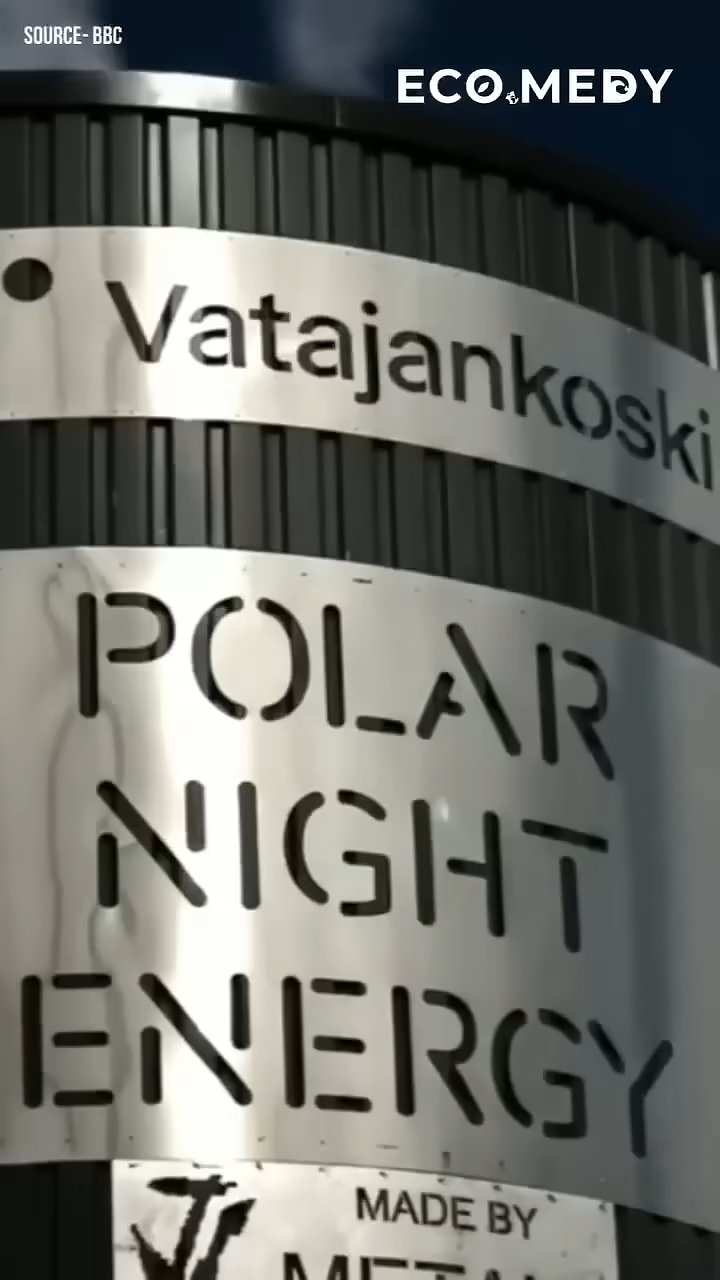 SOURCE- BBC
ECO.MEDY
Vatajankoski
POLAR
NIGHT
ENERGY
MADE BY